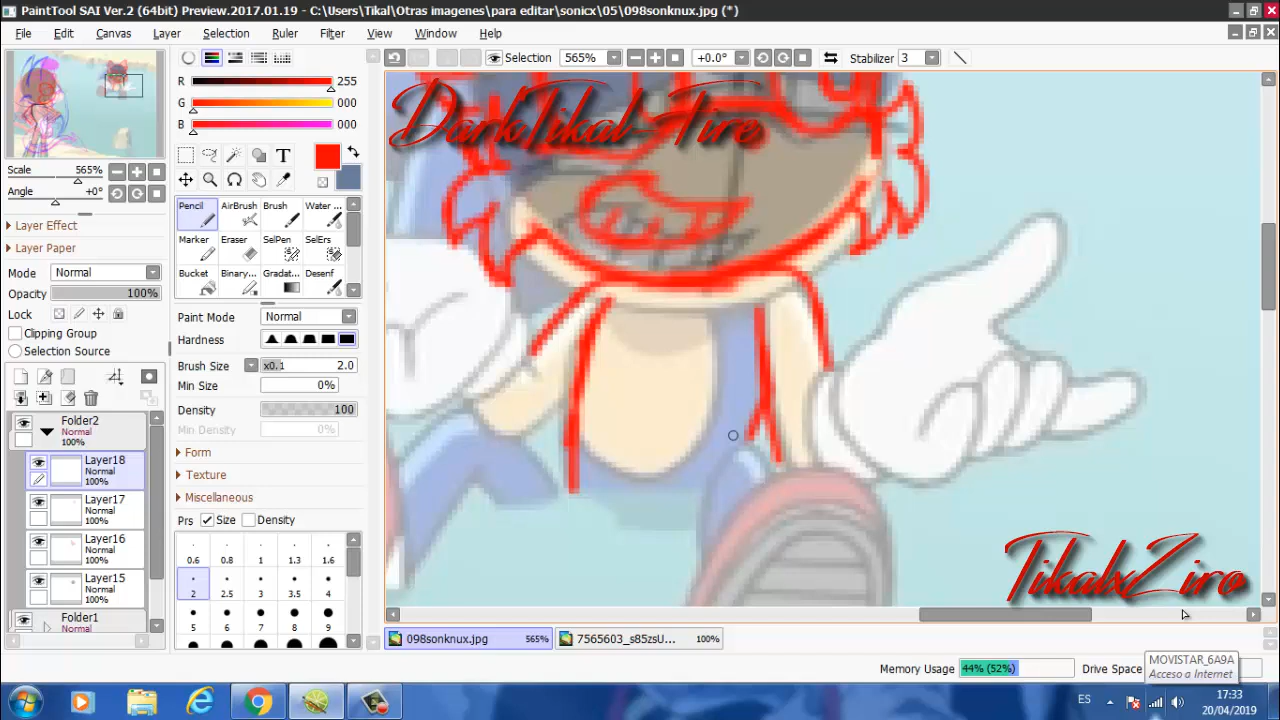 PaintTool SAI Ver.2 (64bit) Preview.2017.01.19 - C:\Users\Tikal\Otras imagenes\para editar\sonicx\05\098sonknux.jpg (*)
File Edit Canvas Layer Selection Ruler Filter View Window Help
Selection 565% +0.0° Stabilizer 3
R 255
G 000
B 000
DarkTikal-Fire
Scale 565%
Angle +0°
T
Layer Effect
Layer Paper
Mode Normal
Opacity 100%
Lock
Clipping Group
Selection Source
Pencil AirBrush Brush Water ...
Marker Eraser SelPen SelErs
Bucket Binary... Gradat... Desenf
Paint Mode Normal
Hardness
Brush Size x0.1 2.0
Min Size 0%
Density 100
Min Density 0%
Form
Texture
Miscellaneous
Prs Size Density
0.6 0.8 1 1.3 1.6
2 2.5 3 3.5 4
5 6 7 8 9
Folder2
Normal
100%
Layer18
Normal
100%
Layer17
Normal
100%
Layer16
Normal
100%
Layer15
Normal
100%
Folder1
Normal
TikalxZiro
098sonknux.jpg 565% 7565603_s85zsU... 100%
Memory Usage 44% (52%) Drive Space
MOVISTAR_6A9A
Acceso a Internet
ES 17:33
20/04/2019